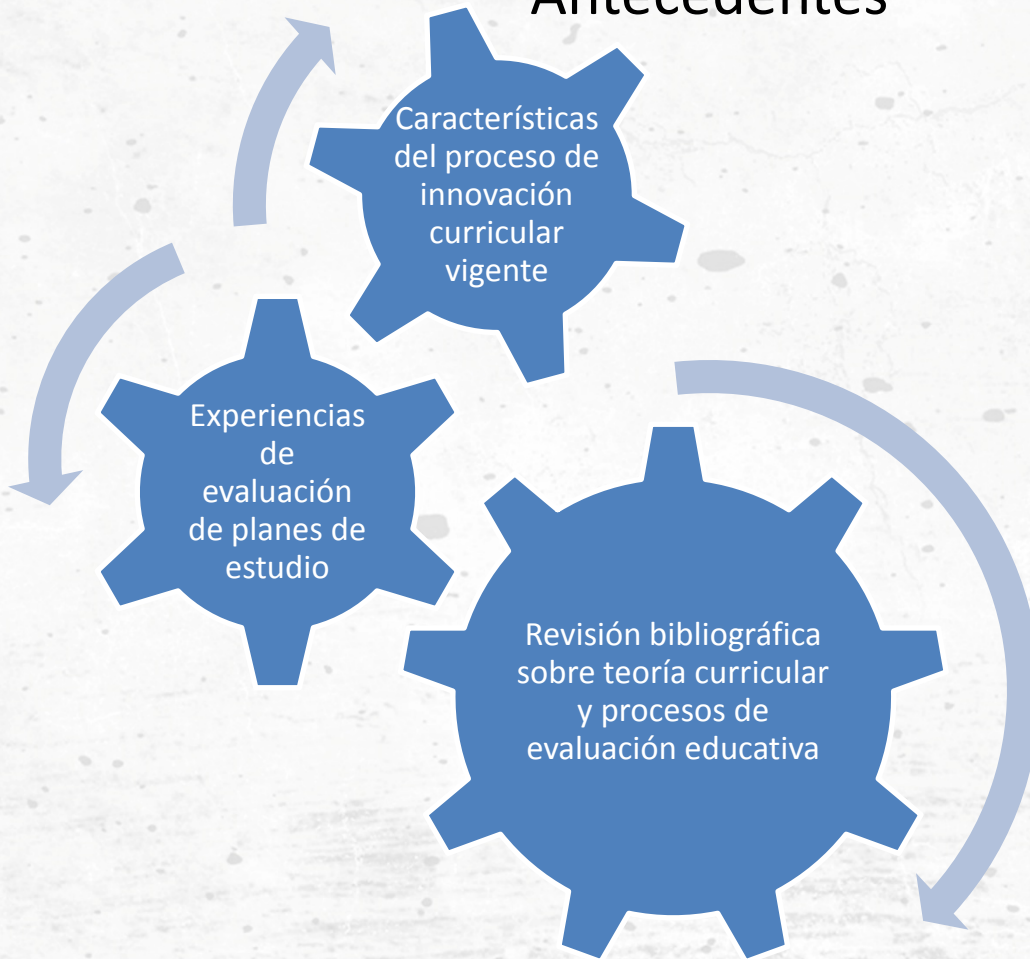 Antecedentes
Características
del proceso de
innovación
curricular
vigente
Experiencias
de
evaluación
de planes de
estudio
Revisión bibliográfica
sobre teoría curricular
y procesos de
evaluación educativa